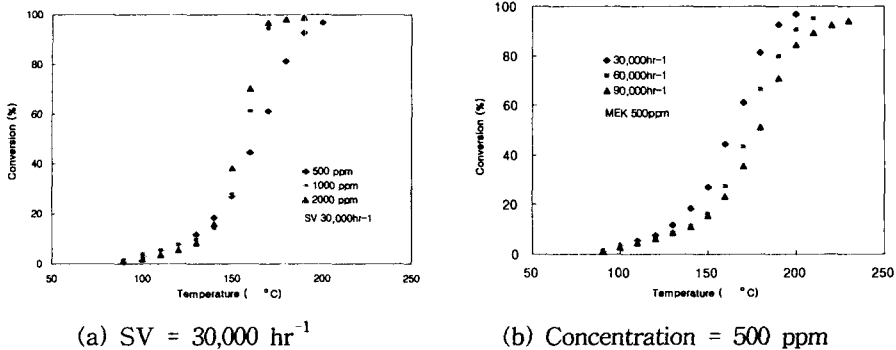 100
80
60
40
20
0
Conversion (%)
500 ppm
1000 ppm
2000 ppm
SV 30,000hr-1
50 100 150 200 250
Temperature ( °C)
(a) SV = 30,000 hr⁻¹
100
80
60
40
20
0
Conversion (%)
30,000hr-1
60,000hr-1
90,000hr-1
MEK 500ppm
50 100 150 200 250
Temperature ( °C)
(b) Concentration = 500 ppm